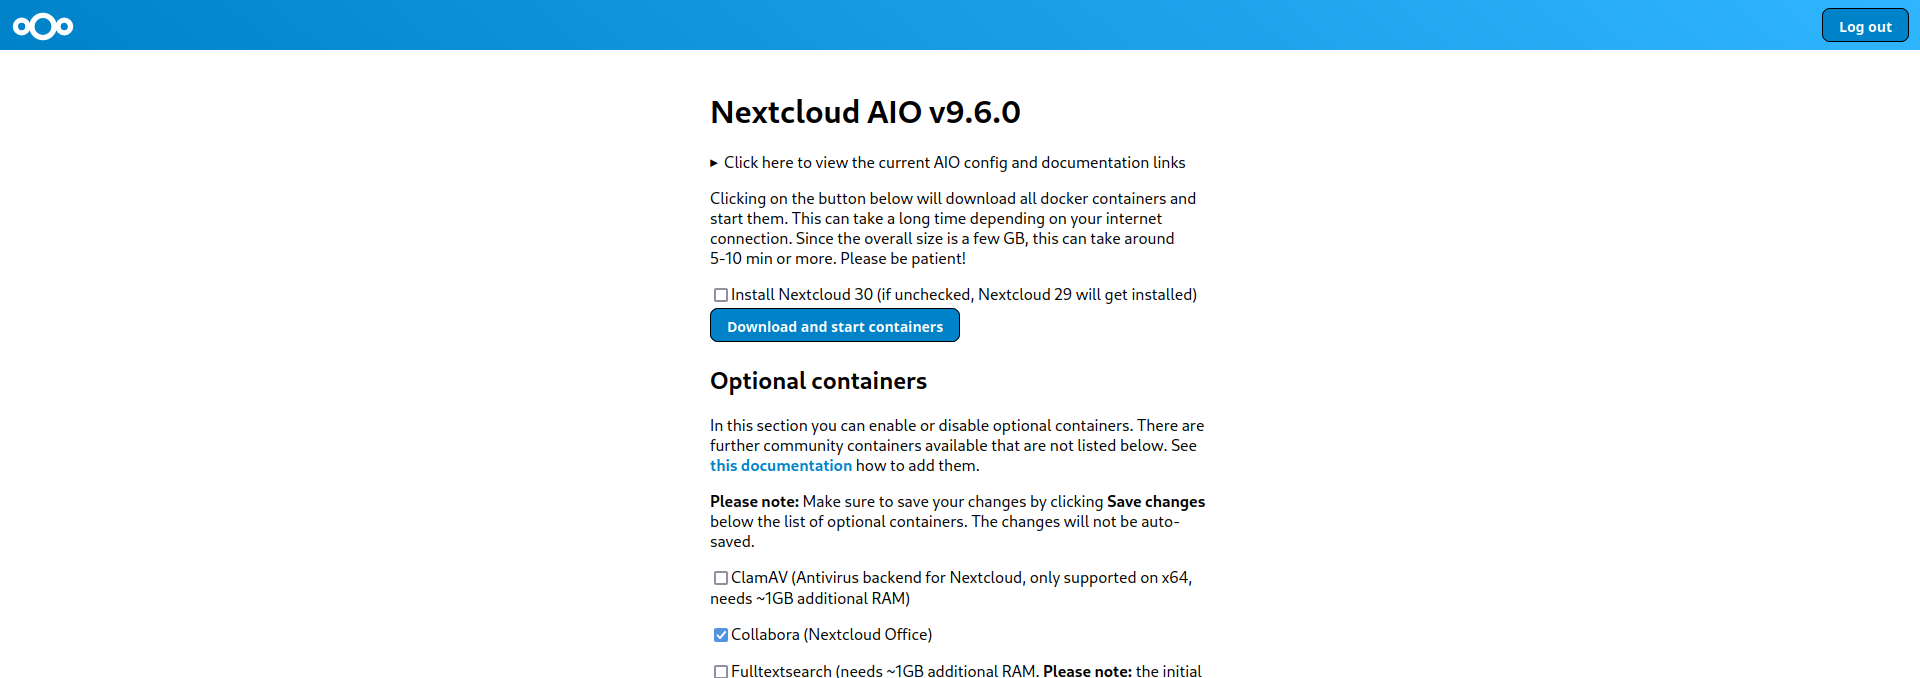 Log out
Nextcloud AIO v9.6.0
Click here to view the current AIO config and documentation links
Clicking on the button below will download all docker containers and
start them. This can take a long time depending on your internet
connection. Since the overall size is a few GB, this can take around
5-10 min or more. Please be patient!
Install Nextcloud 30 (if unchecked, Nextcloud 29 will get installed)
Download and start containers
Optional containers
In this section you can enable or disable optional containers. There are
further community containers available that are not listed below. See
this documentation how to add them.
Please note: Make sure to save your changes by clicking Save changes
below the list of optional containers. The changes will not be auto-
saved.
ClamAV (Antivirus backend for Nextcloud, only supported on x64,
needs ~1GB additional RAM)
Collabora (Nextcloud Office)
Fulltextsearch (needs ~1GB additional RAM. Please note: the initial